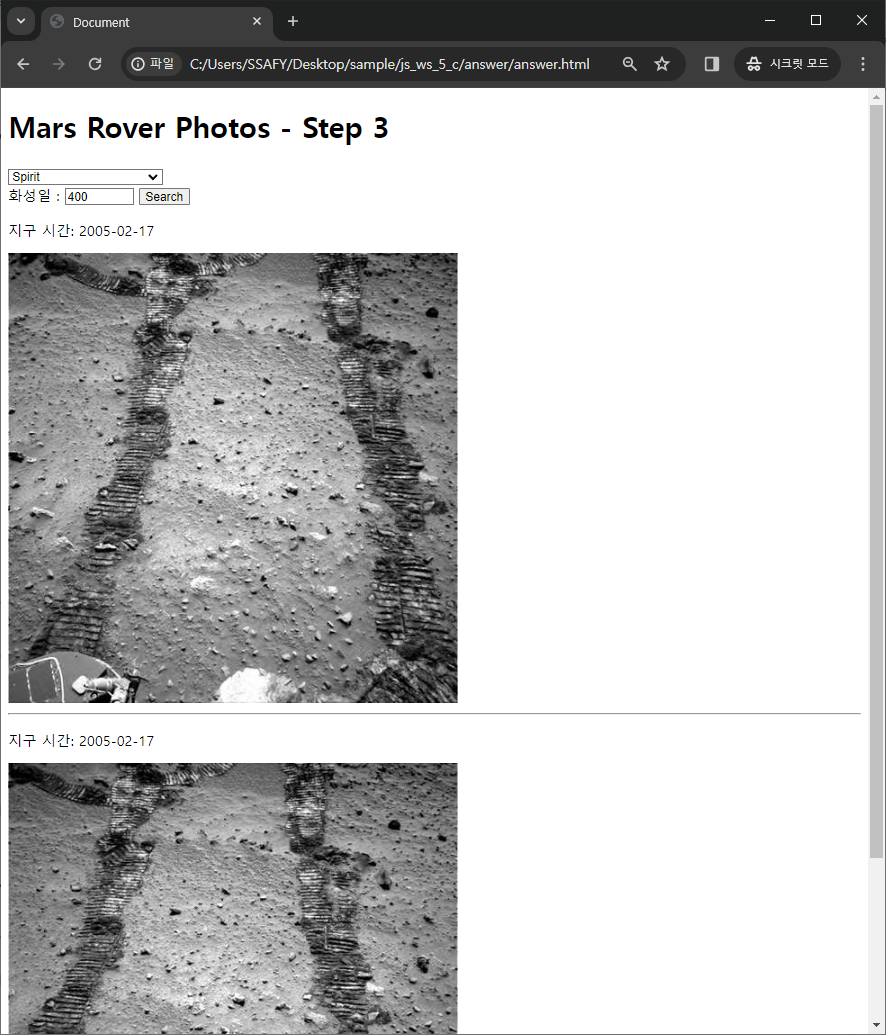 Document
파일
C:/Users/SSAFY/Desktop/sample/js_ws_5_c/answer/answer.html
시크릿 모드
Mars Rover Photos - Step 3
Spirit
화성일 : 400 Search
지구 시간: 2005-02-17
지구 시간: 2005-02-17